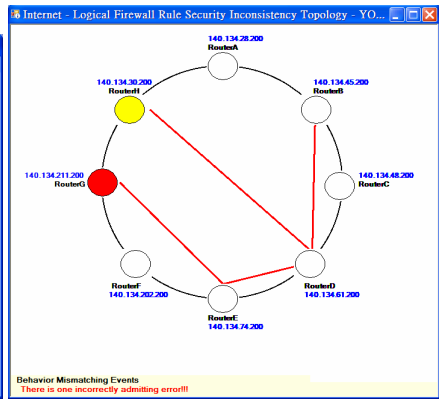 Internet - Logical Firewall Rule Security Inconsistency Topology - YO...
140.134.28.200
RouterA
140.134.30.200
RouterH
140.134.45.200
RouterB
140.134.211.200
RouterG
140.134.48.200
RouterC
RouterF
140.134.202.200
RouterE
140.134.74.200
RouterD
140.134.61.200
Behavior Mismatching Events
There is one incorrectly admitting error!!!